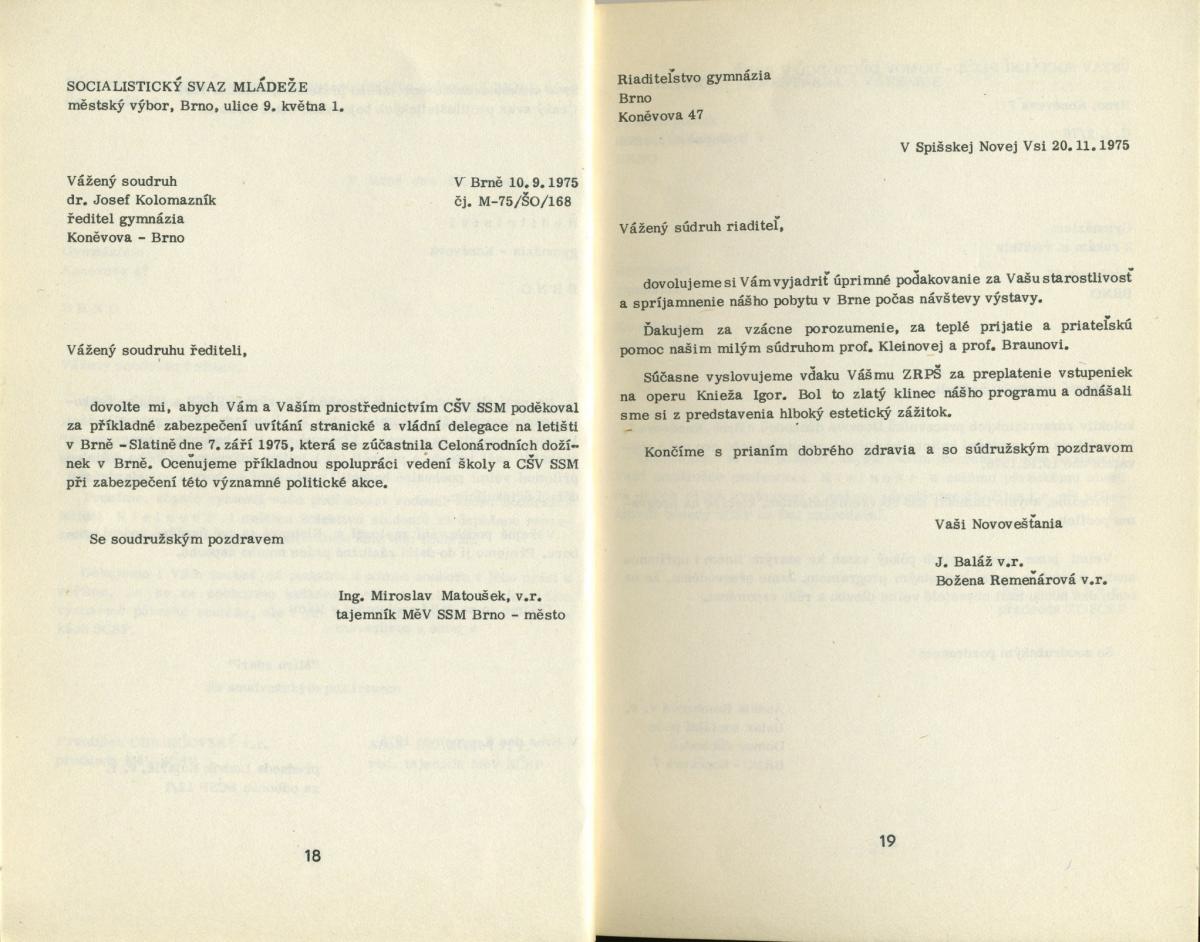 SOCIALISTICKÝ SVAZ MLÁDEŽE
městský výbor, Brno, ulice 9. května 1.
Vážený soudruh
dr. Josef Kolomazník
ředitel gymnázia
Koněvova - Brno
V Brně 10.9.1975
čj. M-75/ŠO/168
Vážený soudruhu řediteli,
dovolte mi, abych Vám a Vaším prostřednictvím CŠV SSM poděkoval
za příkladné zabezpečení uvítání stranické a vládní delegace na letišti
v Brně -Slatině dne 7. září 1975, která se zúčastnila Celonárodních doží-
nek v Brně. Oceňujeme příkladnou spolupráci vedení školy a CŠV SSM
při zabezpečení této významné politické akce.
Se soudružským pozdravem
Ing. Miroslav Matoušek, v.r.
tajemník MěV SSM Brno - město
18
Riaditeľstvo gymnázia
Brno
Koněvova 47
V Spišskej Novej Vsi 20.11.1975
Vážený súdruh riaditeľ,
dovoľujeme si Vám vyjadriť úprimné poďakovanie za Vašu starostlivosť
a spríjamnenie nášho pobytu v Brne počas návštevy výstavy.
Ďakujem za vzácne porozumenie, za teplé prijatie a priateľskú
pomoc našim milým súdruhom prof. Kleinovej a prof. Braunovi.
Súčasne vyslovujeme vďaku Vášmu ZRPŠ za preplatenie vstupeniek
na operu Knieža Igor. Bol to zlatý klinec nášho programu a odnášali
sme si z predstavenia hlboký estetický zážitok.
Končíme s prianím dobrého zdravia a so súdružským pozdravom
Vaši Novovešťania
J. Baláž v.r.
Božena Remeňárová v.r.
19